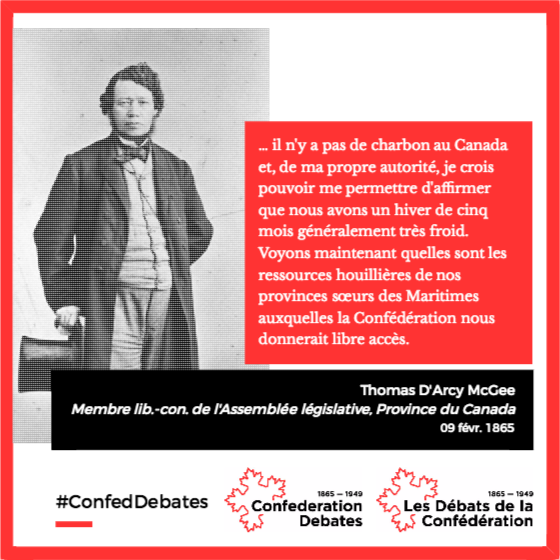 ... il n'y a pas de charbon au Canada
et, de ma propre autorité, je crois
pouvoir me permettre d'affirmer
que nous avons un hiver de cinq
mois généralement très froid.
Voyons maintenant quelles sont les
ressources houillières de nos
provinces sœurs des Maritimes
auxquelles la Confédération nous
donnerait libre accès.
Thomas D'Arcy McGee
Membre lib.-con. de l'Assemblée législative, Province du Canada
09 févr. 1865
#ConfedDebates
1865 — 1949
Confederation
Debates
1865 — 1949
Les Débats de la
Confédération